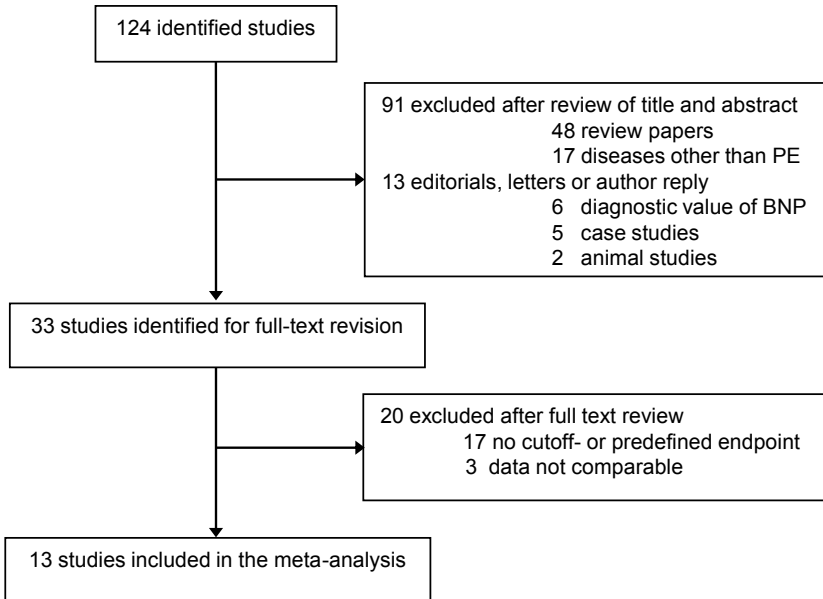 124 identified studies
91 excluded after review of title and abstract
48 review papers
17 diseases other than PE
13 editorials, letters or author reply
6 diagnostic value of BNP
5 case studies
2 animal studies
33 studies identified for full-text revision
20 excluded after full text review
17 no cutoff- or predefined endpoint
3 data not comparable
13 studies included in the meta-analysis